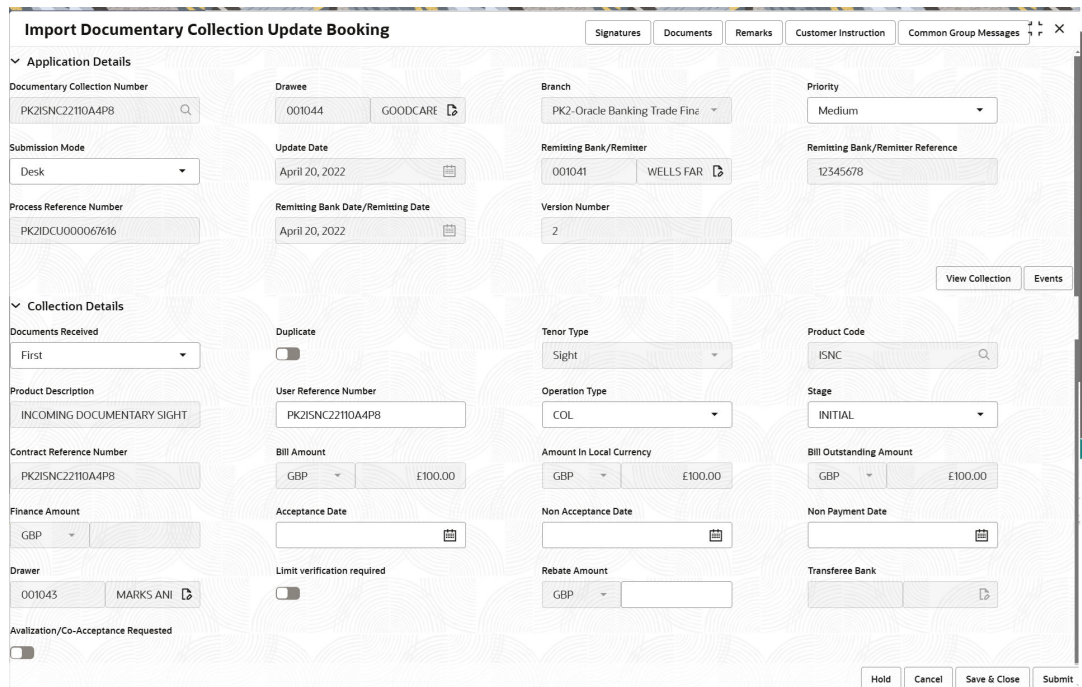 Import Documentary Collection Update Booking
Signatures Documents Remarks Customer Instruction Common Group Messages
Application Details
Documentary Collection Number Drawee Branch Priority
PK2ISNC22110A4P8 001044 GOODCARE PK2-Oracle Banking Trade Fina Medium
Submission Mode Update Date Remitting Bank/Remitter Remitting Bank/Remitter Reference
Desk April 20, 2022 001041 WELLS FAR 12345678
Process Reference Number Remitting Bank Date/Remitting Date Version Number
PK2IDCU000067616 April 20, 2022 2
View Collection Events
Collection Details
Documents Received Duplicate Tenor Type Product Code
First Sight ISNC
Product Description User Reference Number Operation Type Stage
INCOMING DOCUMENTARY SIGHT PK2ISNC22110A4P8 COL INITIAL
Contract Reference Number Bill Amount Amount In Local Currency Bill Outstanding Amount
PK2ISNC22110A4P8 GBP £100.00 GBP £100.00 GBP £100.00
Finance Amount Acceptance Date Non Acceptance Date Non Payment Date
GBP
Drawer Limit verification required Rebate Amount Transferee Bank
001043 MARKS ANI GBP
Avalization/Co-Acceptance Requested
Hold Cancel Save & Close Submit